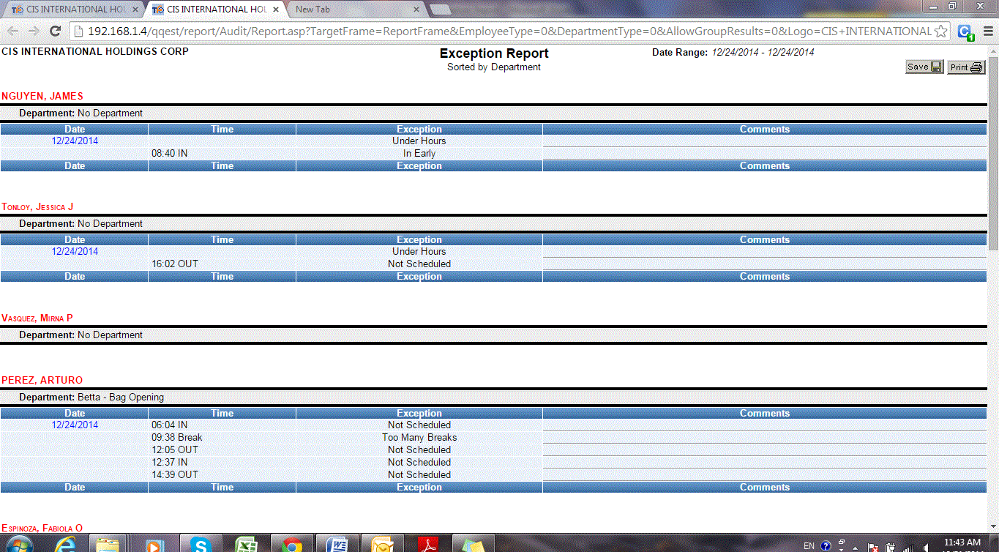 CIS INTERNATIONAL HOL
CIS INTERNATIONAL HOL
New Tab
192.168.1.4/qqest/report/Audit/Report.asp?TargetFrame=ReportFrame&EmployeeType=0&DepartmentType=0&AllowGroupResults=0&Logo=CIS+INTERNATIONAL
CIS INTERNATIONAL HOLDINGS CORP
Exception Report
Date Range: 12/24/2014 - 12/24/2014
Sorted by Department
Save
Print
NGUYEN, JAMES
Department: No Department
Date Time Exception Comments
12/24/2014 Under Hours
08:40 IN In Early
Date Time Exception Comments
TONLOY, JESSICA J
Department: No Department
Date Time Exception Comments
12/24/2014 Under Hours
16:02 OUT Not Scheduled
Date Time Exception Comments
VASQUEZ, MIRNA P
Department: No Department
PEREZ, ARTURO
Department: Betta - Bag Opening
Date Time Exception Comments
12/24/2014 06:04 IN Not Scheduled
09:38 Break Too Many Breaks
12:05 OUT Not Scheduled
12:37 IN Not Scheduled
14:39 OUT Not Scheduled
Date Time Exception Comments
ESPINOZA, FABIOLA O
EN
11:43 AM